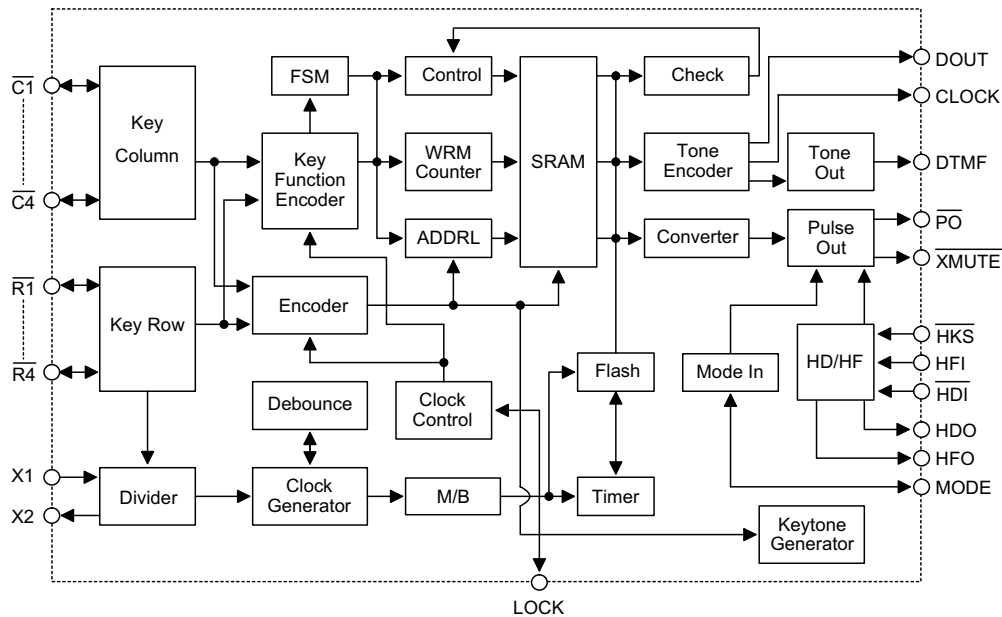 C1
C4
R1
R4
X1
X2
Key
Column
Key Row
Divider
FSM
Key
Function
Encoder
Encoder
Debounce
Clock
Generator
Clock
Control
M/B
Control
WRM
Counter
ADDRL
SRAM
Flash
Timer
Check
Tone
Encoder
Converter
Mode In
Keytone
Generator
Tone
Out
Pulse
Out
HD/HF
DOUT
CLOCK
DTMF
PO
XMUTE
HKS
HFI
HDI
HDO
HFO
MODE
LOCK